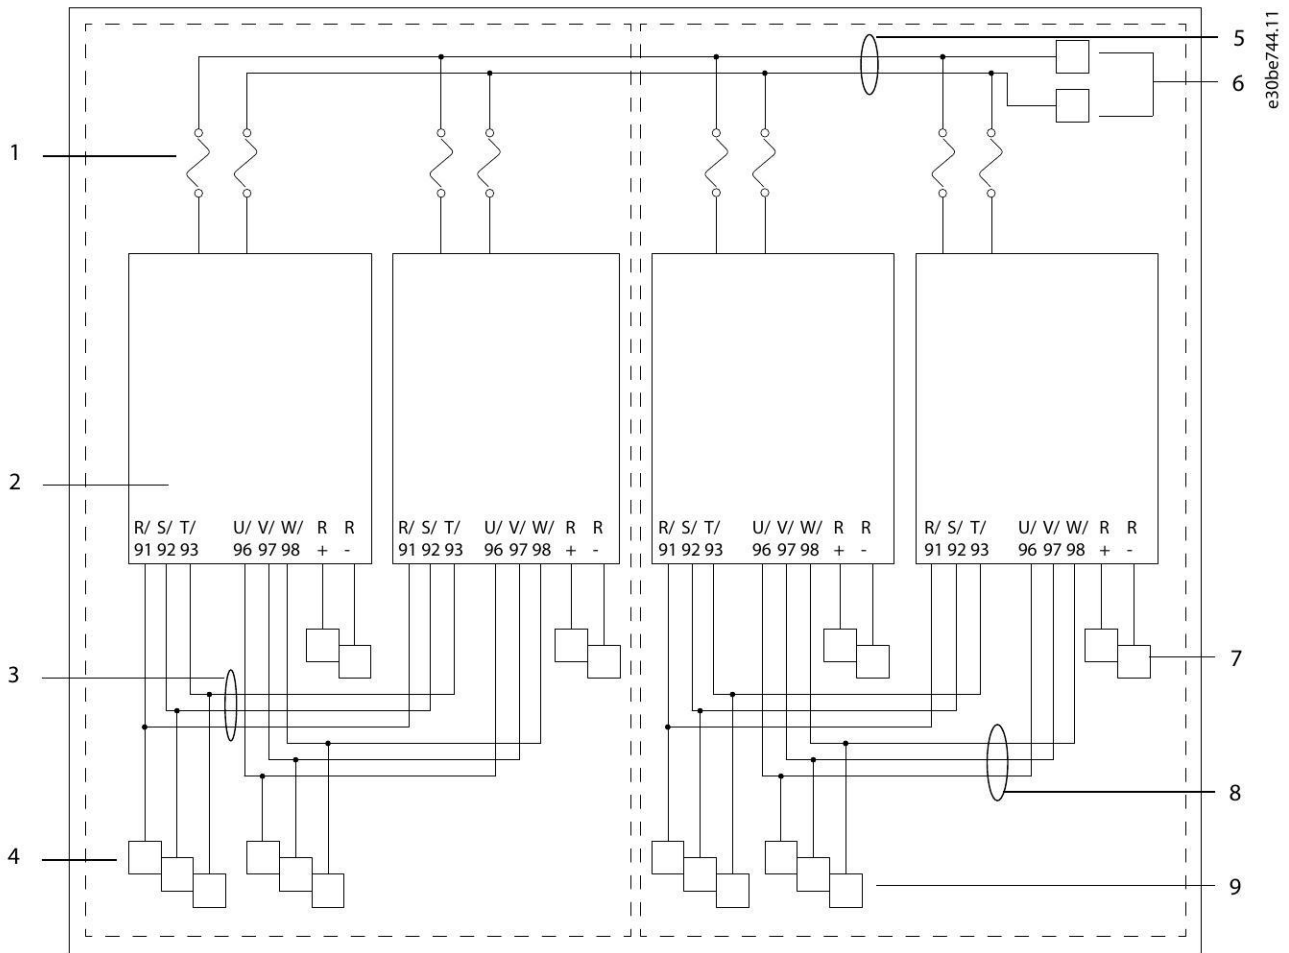 5
e30be744.11
6
1
2
R/ S/ T/ U/ V/ W/ R R
91 92 93 96 97 98 + -
R/ S/ T/ U/ V/ W/ R R
91 92 93 96 97 98 + -
R/ S/ T/ U/ V/ W/ R R
91 92 93 96 97 98 + -
R/ S/ T/ U/ V/ W/ R R
91 92 93 96 97 98 + -
7
3
8
4
9